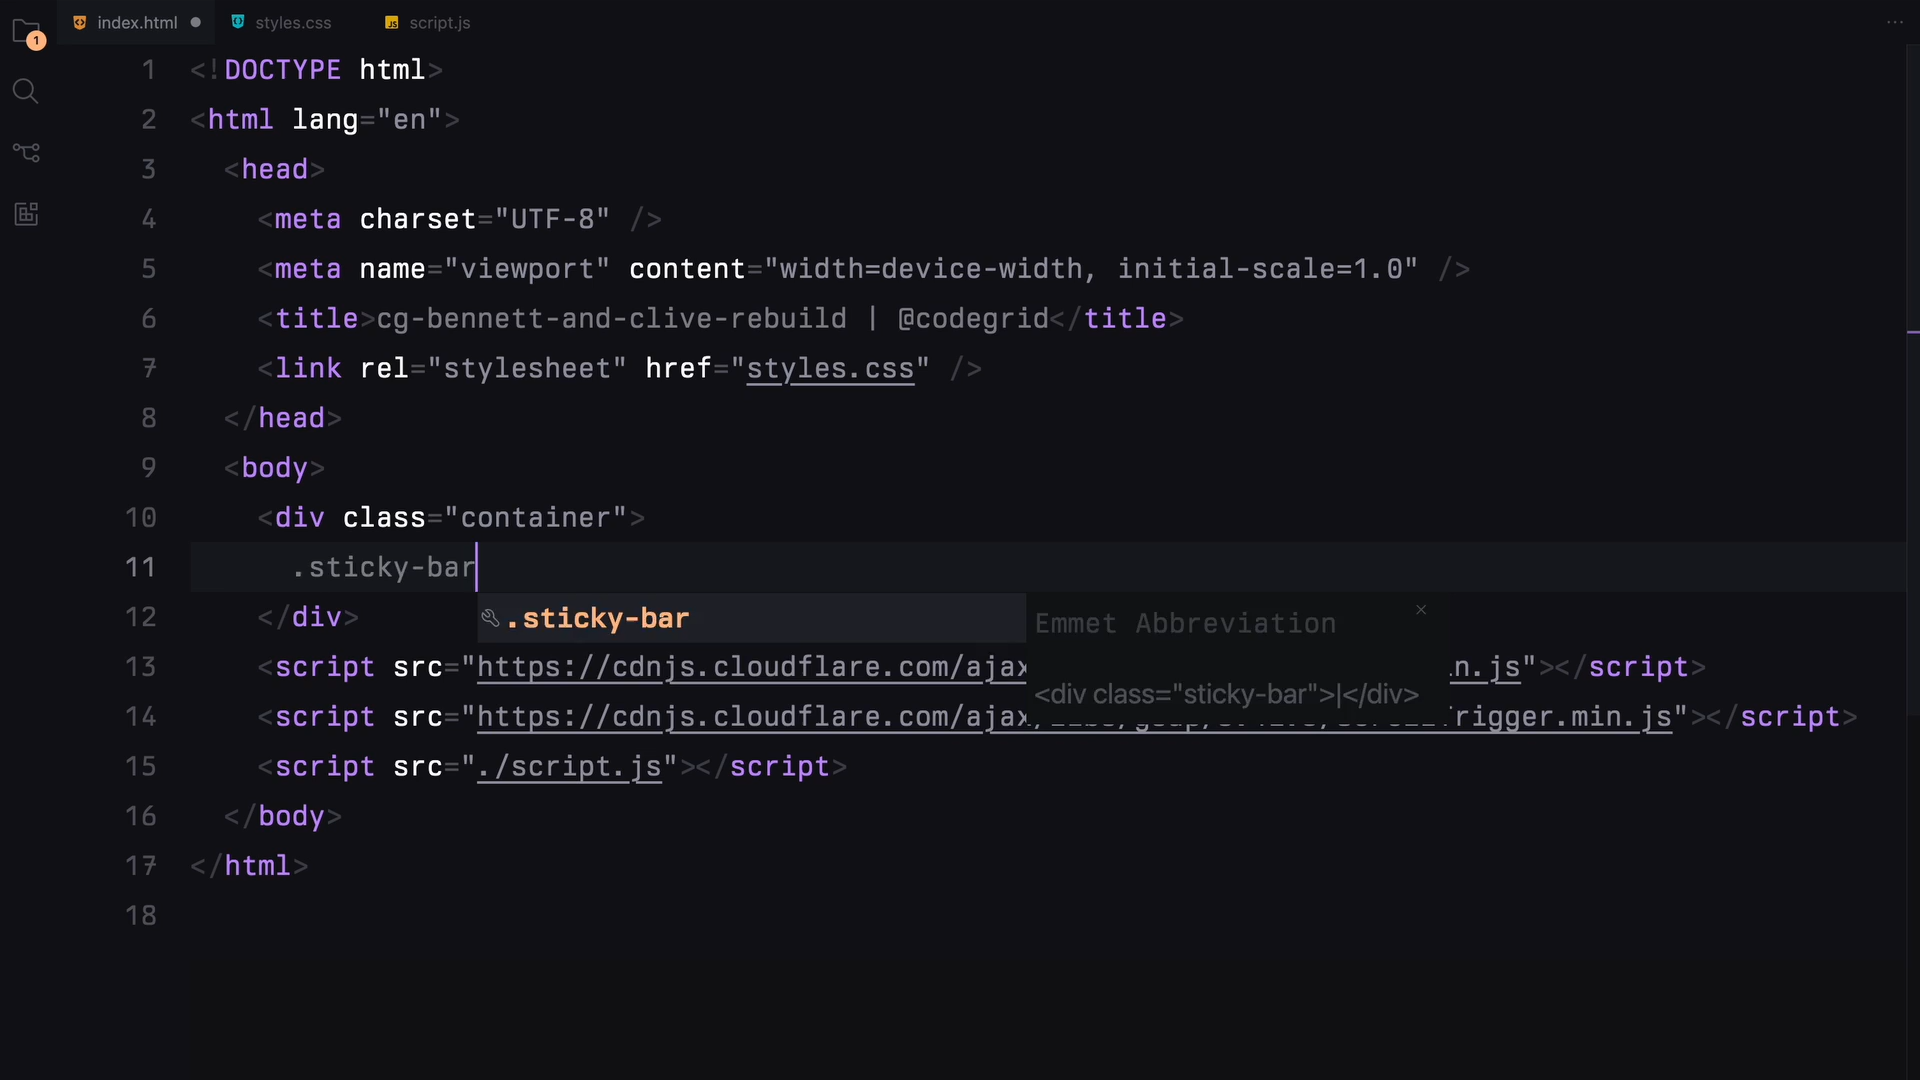 1
index.html
styles.css
JS script.js
1 <!DOCTYPE html>
2 <html lang="en">
3 <head>
4 <meta charset="UTF-8" />
5 <meta name="viewport" content="width=device-width, initial-scale=1.0" />
6 <title>cg-bennett-and-clive-rebuild | @codegrid</title>
7 <link rel="stylesheet" href="styles.css" />
8 </head>
9 <body>
10 <div class="container">
11 .sticky-bar
12 </div>
.sticky-bar
Emmet Abbreviation
<div class="sticky-bar">|</div>
13 <script src="https://cdnjs.cloudflare.com/ajax n.js"></script>
14 <script src="https://cdnjs.cloudflare.com/ajax rigger.min.js"></script>
15 <script src="./script.js"></script>
16 </body>
17 </html>
18